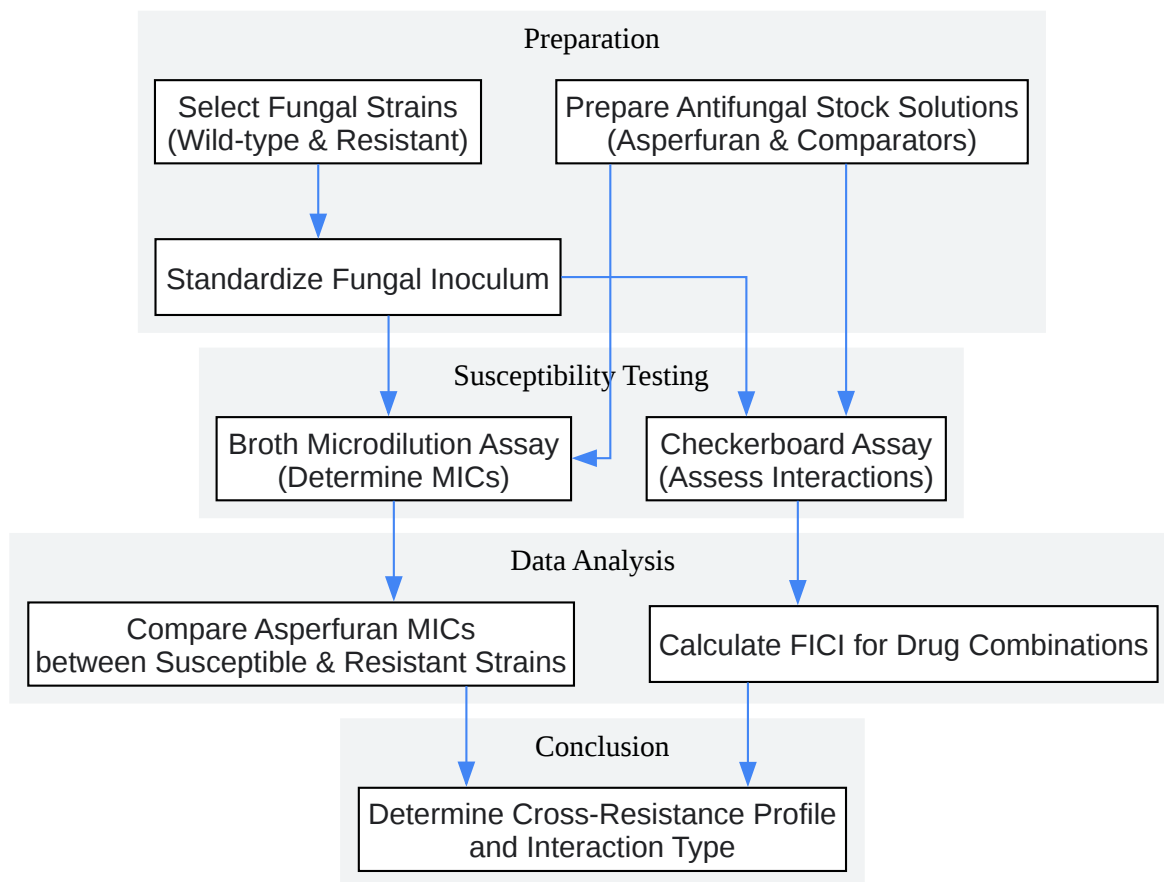 Preparation
Select Fungal Strains
(Wild-type & Resistant)
Prepare Antifungal Stock Solutions
(Asperfuran & Comparators)
Standardize Fungal Inoculum
Susceptibility Testing
Broth Microdilution Assay
(Determine MICs)
Checkerboard Assay
(Assess Interactions)
Data Analysis
Compare Asperfuran MICs
between Susceptible & Resistant Strains
Calculate FICI for Drug Combinations
Conclusion
Determine Cross-Resistance Profile
and Interaction Type